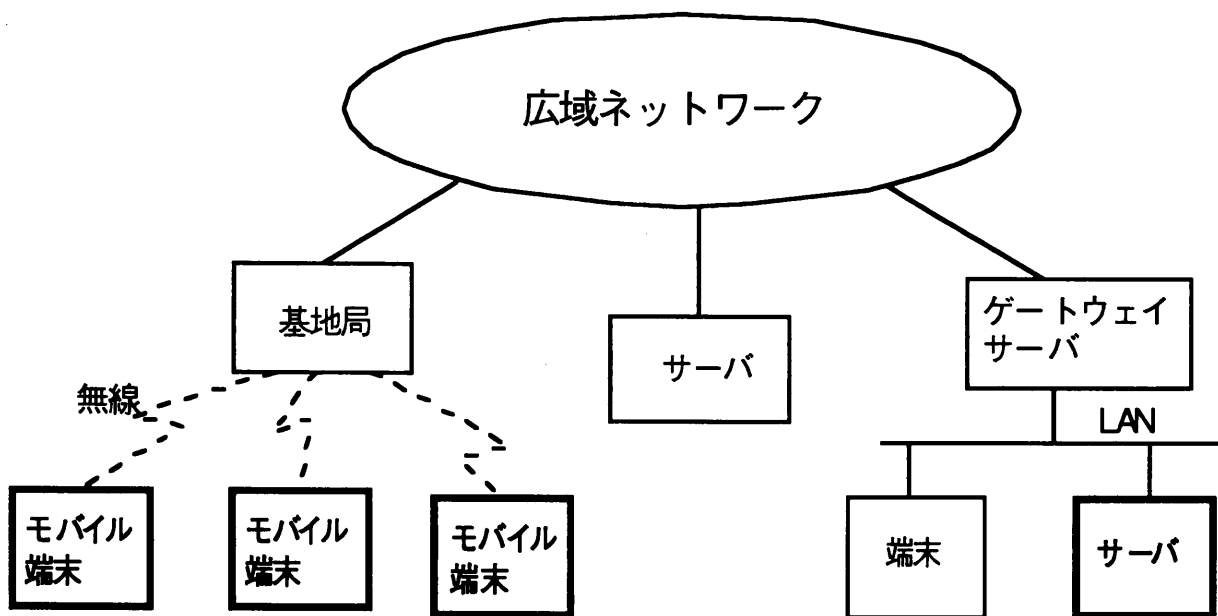 広域ネットワーク
基地局
サーバ
ゲートウェイ
サーバ
無線
LAN
モバイル
端末
モバイル
端末
モバイル
端末
端末
サーバ